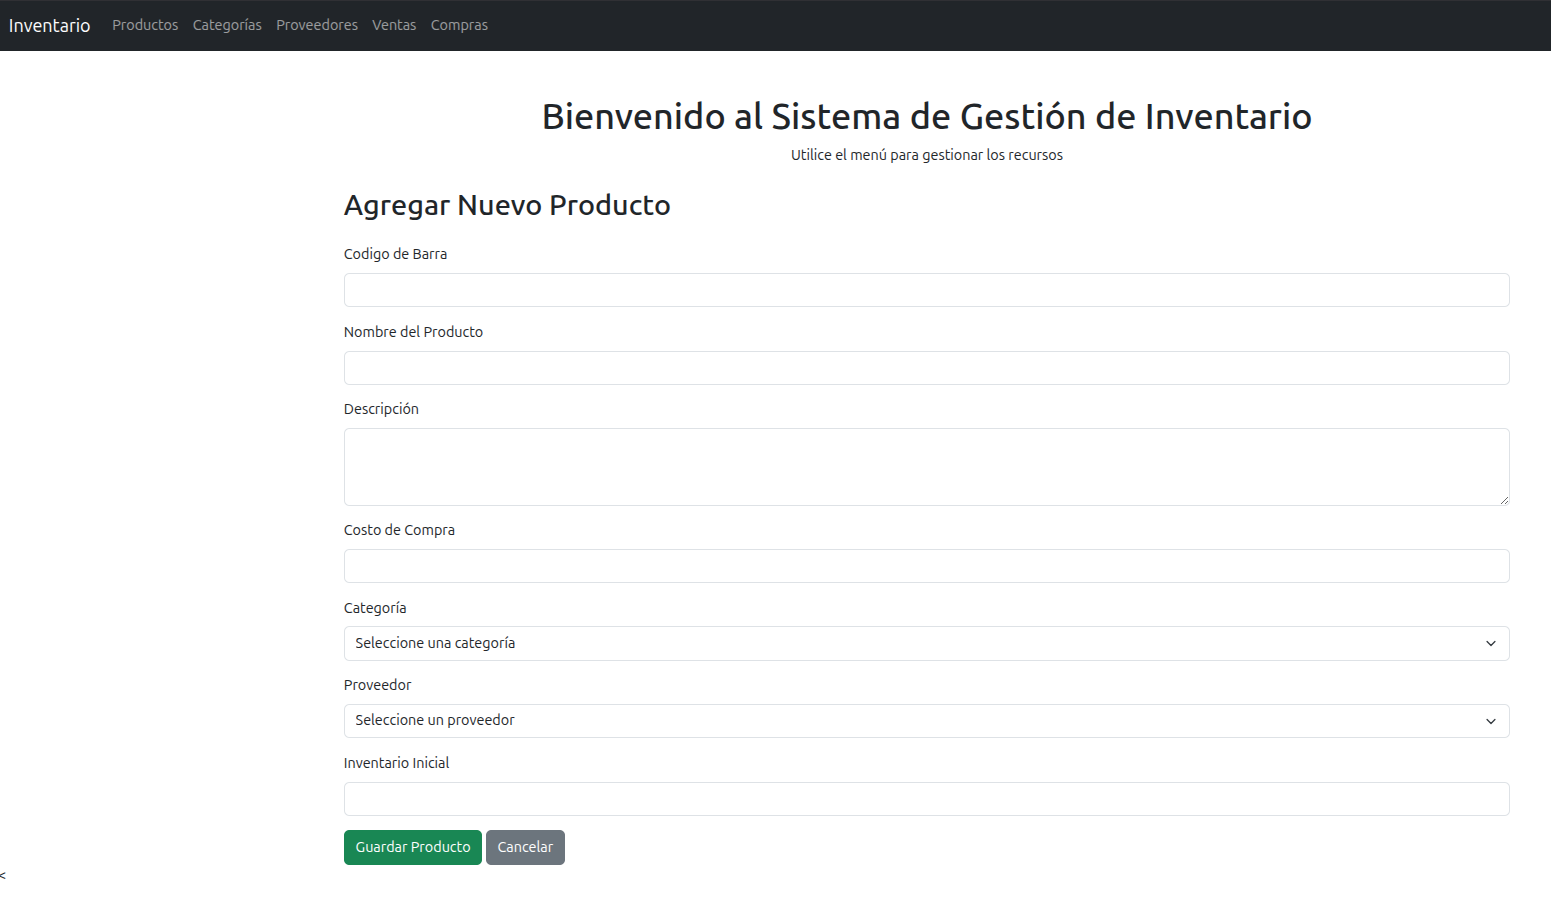 Inventario Productos Categorías Proveedores Ventas Compras
Bienvenido al Sistema de Gestión de Inventario
Utilice el menú para gestionar los recursos
Agregar Nuevo Producto
Codigo de Barra
Nombre del Producto
Descripción
Costo de Compra
Categoría
Seleccione una categoría
Proveedor
Seleccione un proveedor
Inventario Inicial
Guardar Producto Cancelar
<